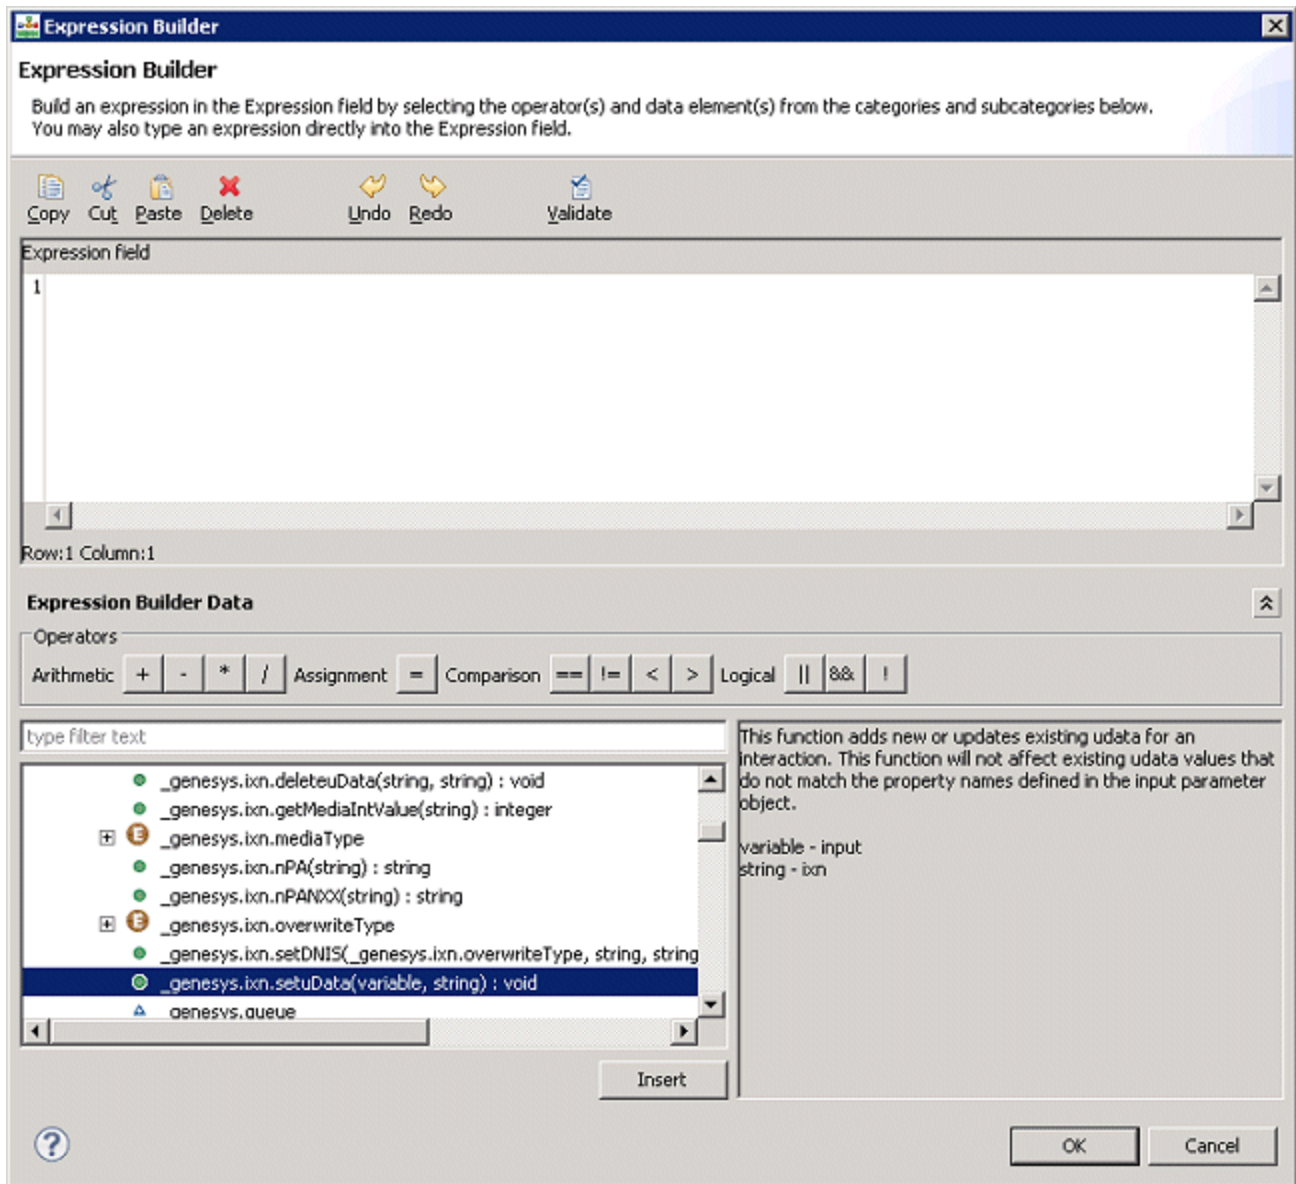 Expression Builder
Expression Builder
Build an expression in the Expression field by selecting the operator(s) and data element(s) from the categories and subcategories below.
You may also type an expression directly into the Expression field.
Copy Cut Paste Delete Undo Redo Validate
Expression field
1
Row:1 Column:1
Expression Builder Data
Operators
Arithmetic + - * / Assignment = Comparison == != < > Logical || && !
type filter text
_genesys.ixn.deleteuData(string, string) : void
_genesys.ixn.getMediaIntValue(string) : integer
E _genesys.ixn.mediaType
_genesys.ixn.nPA(string) : string
_genesys.ixn.nPANXX(string) : string
E _genesys.ixn.overwriteType
_genesys.ixn.setDNIS(_genesys.ixn.overwriteType, string, string
_genesys.ixn.setuData(variable, string) : void
_genesys.queue
This function adds new or updates existing udata for an
interaction. This function will not affect existing udata values that
do not match the property names defined in the input parameter
object.
variable - input
string - ixn
Insert
?
OK Cancel